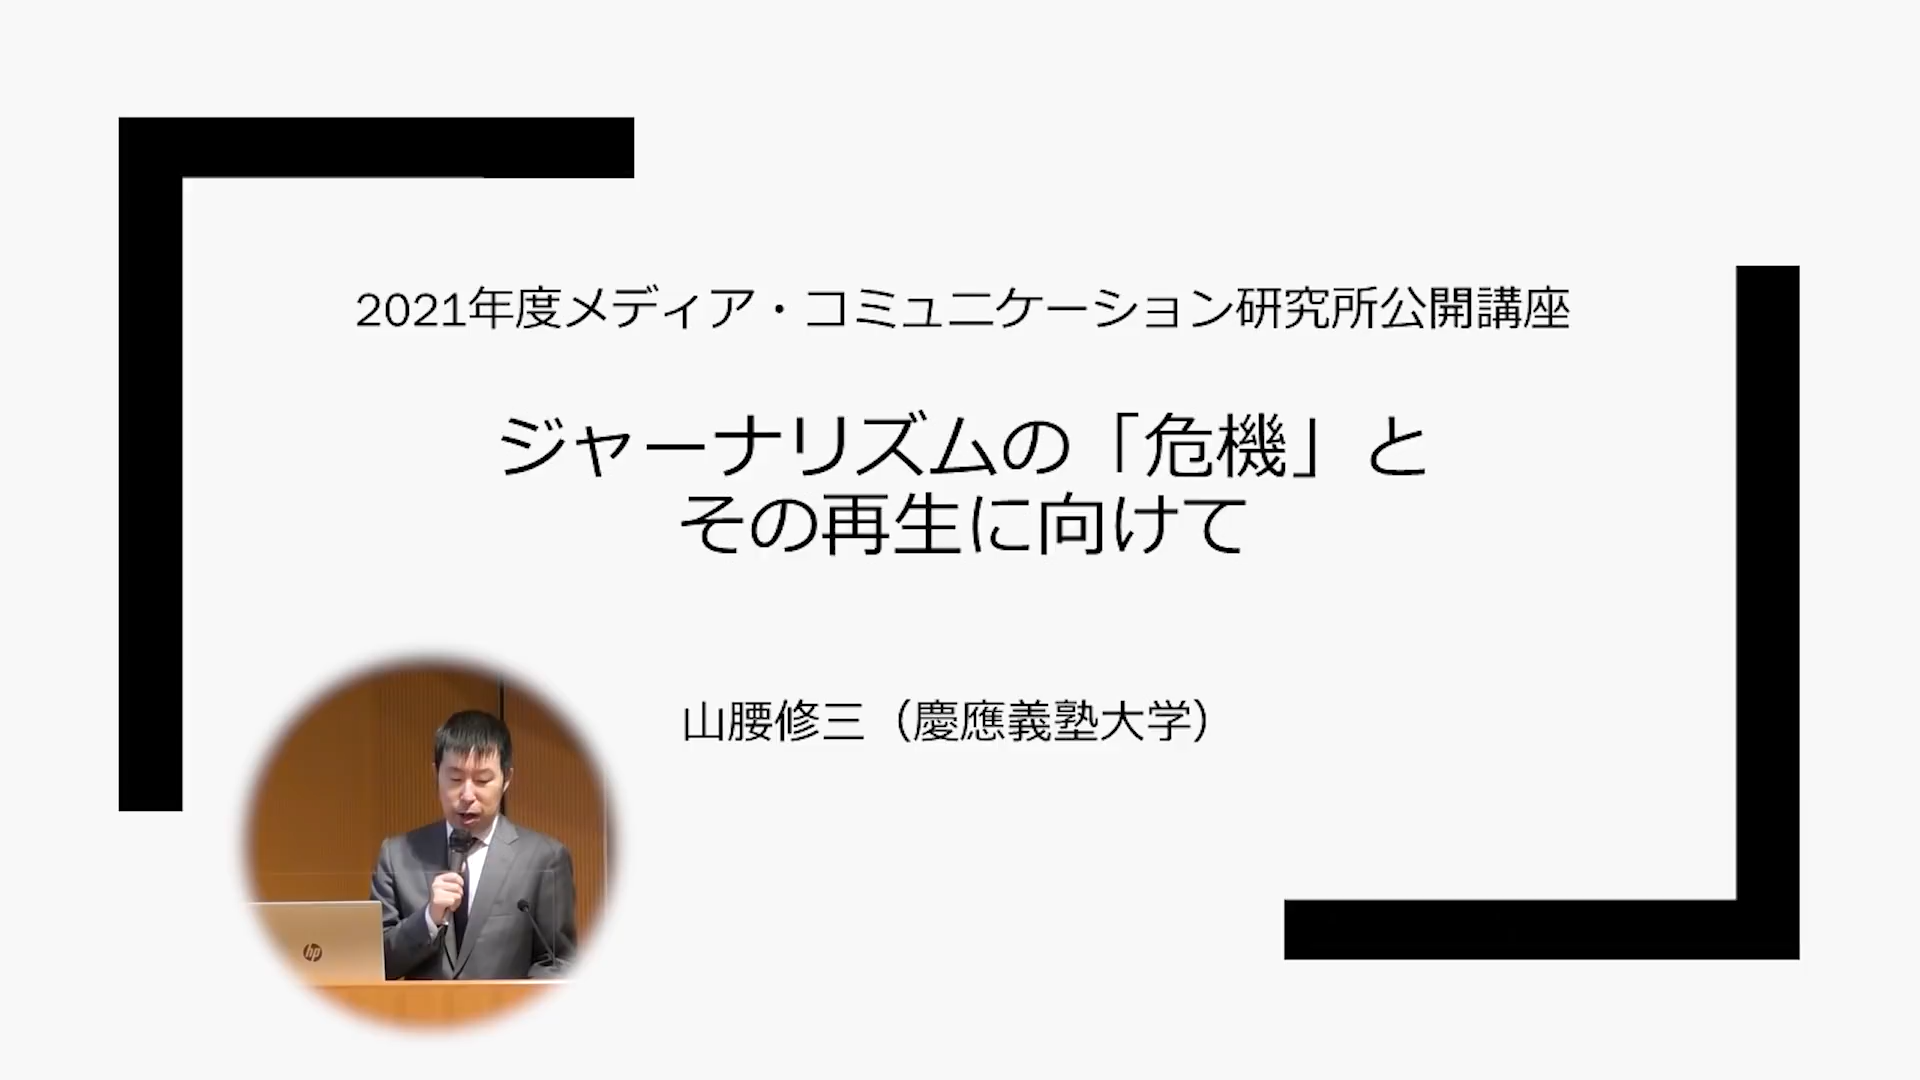 2021年度メディア・コミュニケーション研究所公開講座
ジャーナリズムの「危機」と
その再生に向けて
山腰修三（慶應義塾大学）
hp